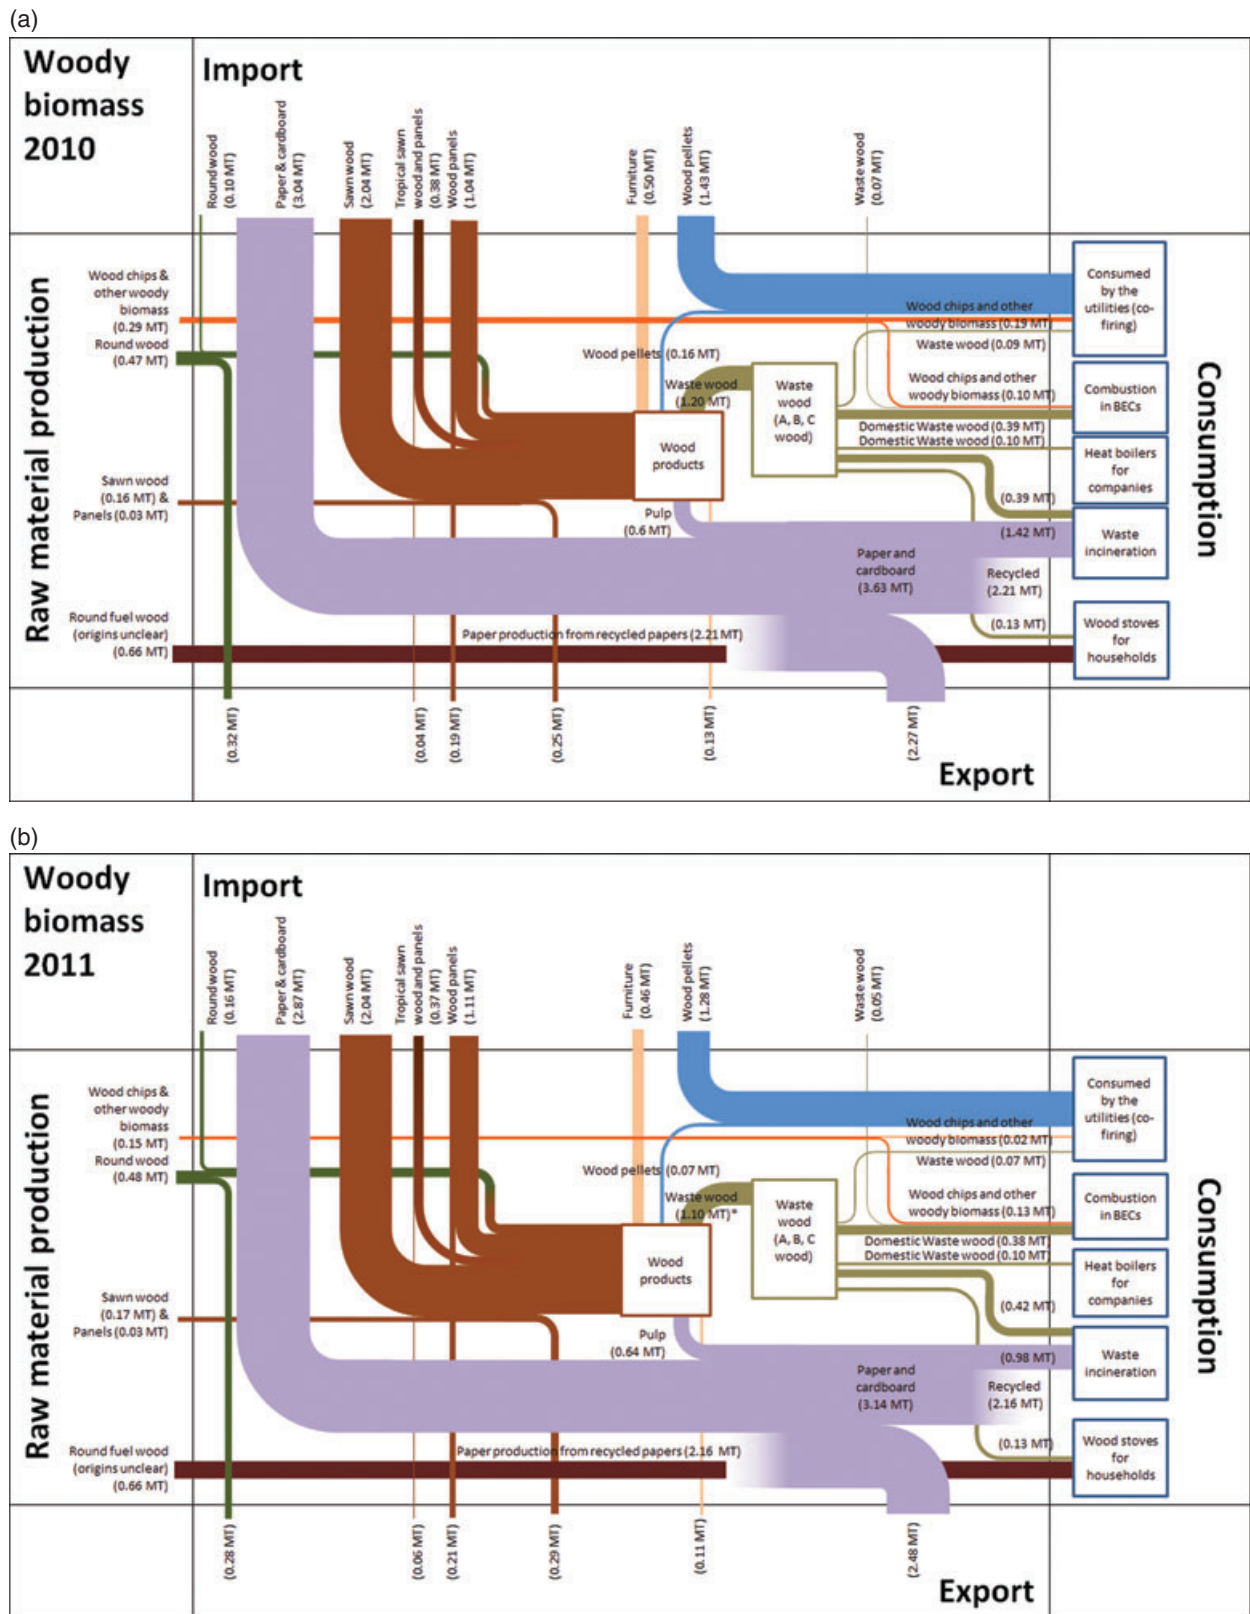 (a)
Woody
biomass
2010
Import
Round wood
(0.10 MT)
Paper & cardboard
(3.04 MT)
Sawn wood
(2.04 MT)
Tropical sawn
wood and panels
(0.38 MT)
Wood panels
(1.04 MT)
Furniture
(0.50 MT)
Wood pellets
(1.43 MT)
Waste wood
(0.07 MT)
Raw material production
Wood chips &
other woody
biomass
(0.29 MT)
Round wood
(0.47 MT)
Sawn wood
(0.16 MT) &
Panels (0.03 MT)
Round fuel wood
(origins unclear)
(0.66 MT)
Wood pellets (0.16 MT)
Waste wood
(1.20 MT)
Wood
products
Pulp
(0.6 MT)
Waste
wood
(A, B, C
wood)
Wood chips and other
woody biomass (0.19 MT)
Waste wood (0.09 MT)
Wood chips and other
woody biomass (0.10 MT)
Domestic Waste wood (0.39 MT)
Domestic Waste wood (0.10 MT)
(0.39 MT)
(1.42 MT)
Paper and
cardboard
(3.63 MT)
Recycled
(2.21 MT)
(0.13 MT)
Paper production from recycled papers (2.21 MT)
Consumed
by the
utilities (co-
firing)
Combustion
in BECs
Heat boilers
for
companies
Waste
incineration
Wood stoves
for
households
Consumption
(0.32 MT)
(0.04 MT)
(0.19 MT)
(0.25 MT)
(0.13 MT)
(2.27 MT)
Export
(b)
Woody
biomass
2011
Import
Round wood
(0.16 MT)
Paper & cardboard
(2.87 MT)
Sawn wood
(2.04 MT)
Tropical sawn
wood and panels
(0.37 MT)
Wood panels
(1.11 MT)
Furniture
(0.46 MT)
Wood pellets
(1.28 MT)
Waste wood
(0.05 MT)
Raw material production
Wood chips &
other woody
biomass
(0.15 MT)
Round wood
(0.48 MT)
Sawn wood
(0.17 MT) &
Panels (0.03 MT)
Round fuel wood
(origins unclear)
(0.66 MT)
Wood pellets (0.07 MT)
Waste wood
(1.10 MT)*
Wood
products
Pulp
(0.64 MT)
Waste
wood
(A, B, C
wood)
Wood chips and other
woody biomass (0.02 MT)
Waste wood (0.07 MT)
Wood chips and other
woody biomass (0.13 MT)
Domestic Waste wood (0.38 MT)
Domestic Waste wood (0.10 MT)
(0.42 MT)
(0.98 MT)
Paper and
cardboard
(3.14 MT)
Recycled
(2.16 MT)
(0.13 MT)
Paper production from recycled papers (2.16 MT)
Consumed
by the
utilities (co-
firing)
Combustion
in BECs
Heat boilers
for
companies
Waste
incineration
Wood stoves
for
households
Consumption
(0.28 MT)
(0.06 MT)
(0.21 MT)
(0.29 MT)
(0.11 MT)
(2.48 MT)
Export